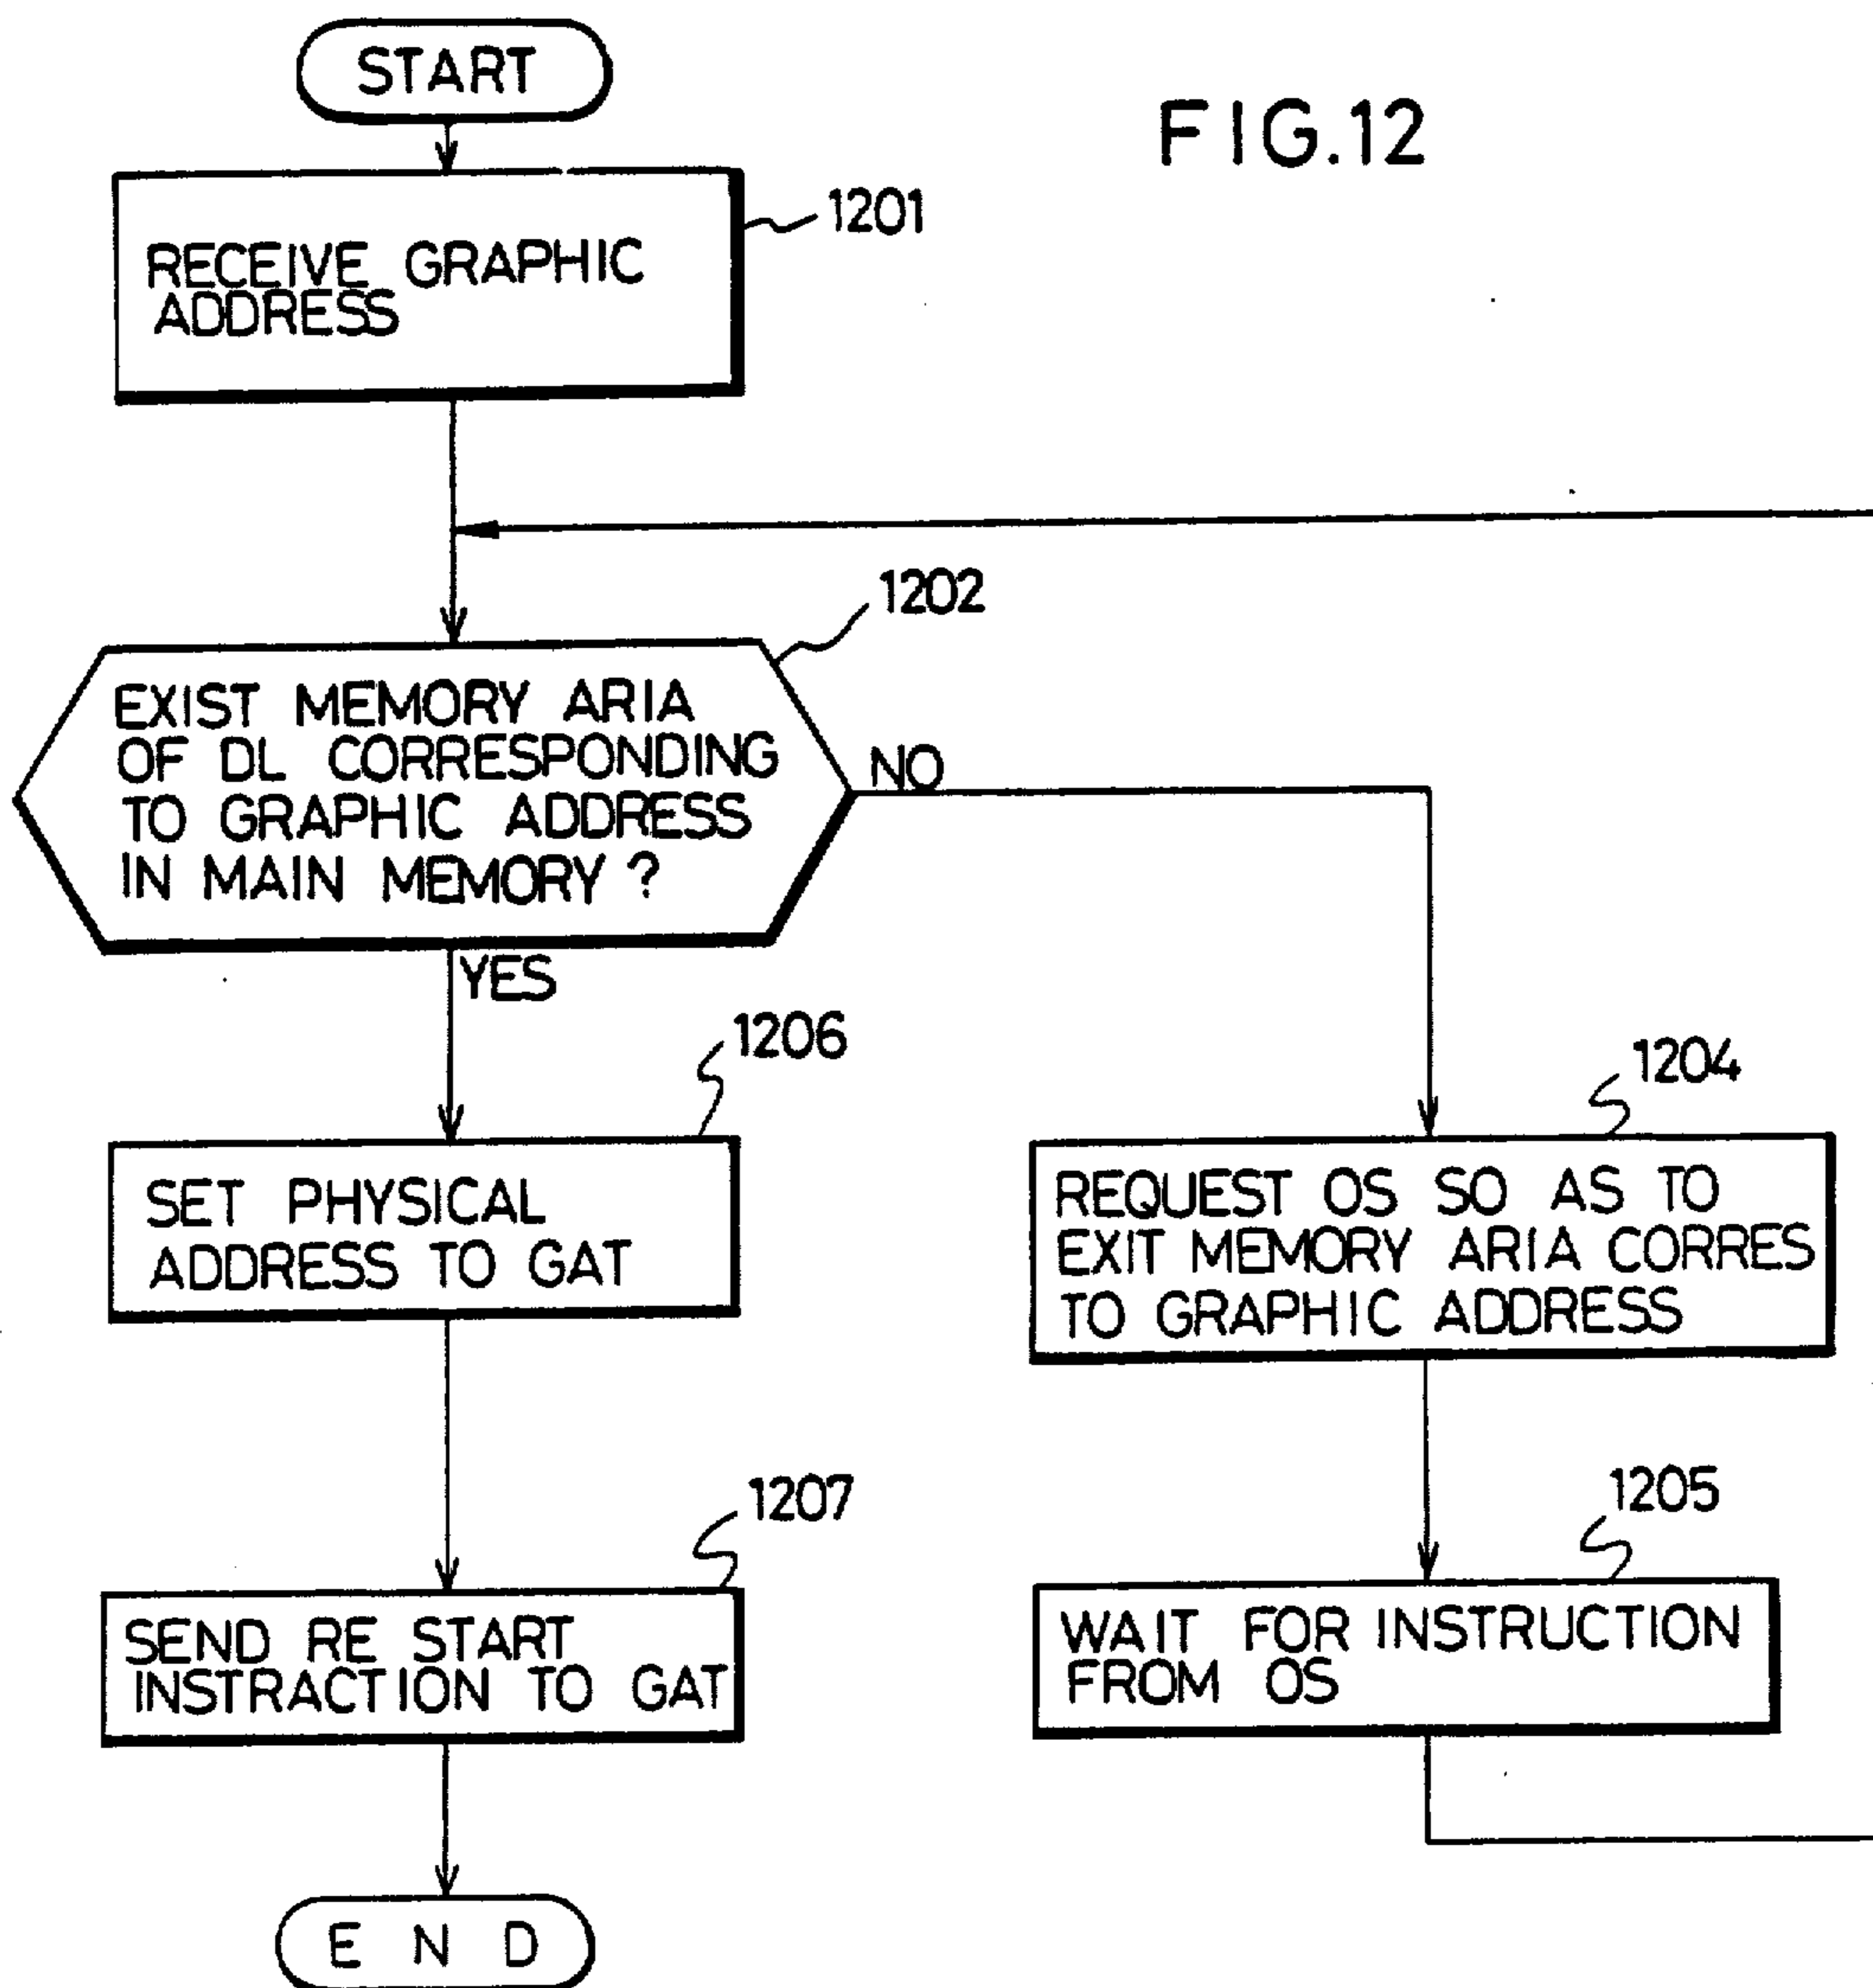 START
FIG.12
1201
RECEIVE GRAPHIC
ADDRESS
1202
EXIST MEMORY ARIA
OF DL CORRESPONDING
TO GRAPHIC ADDRESS
IN MAIN MEMORY ?
NO
YES
1206
SET PHYSICAL
ADDRESS TO GAT
1204
REQUEST OS SO AS TO
EXIT MEMORY ARIA CORRES
TO GRAPHIC ADDRESS
1207
SEND RE START
INSTRACTION TO GAT
1205
WAIT FOR INSTRUCTION
FROM OS
END